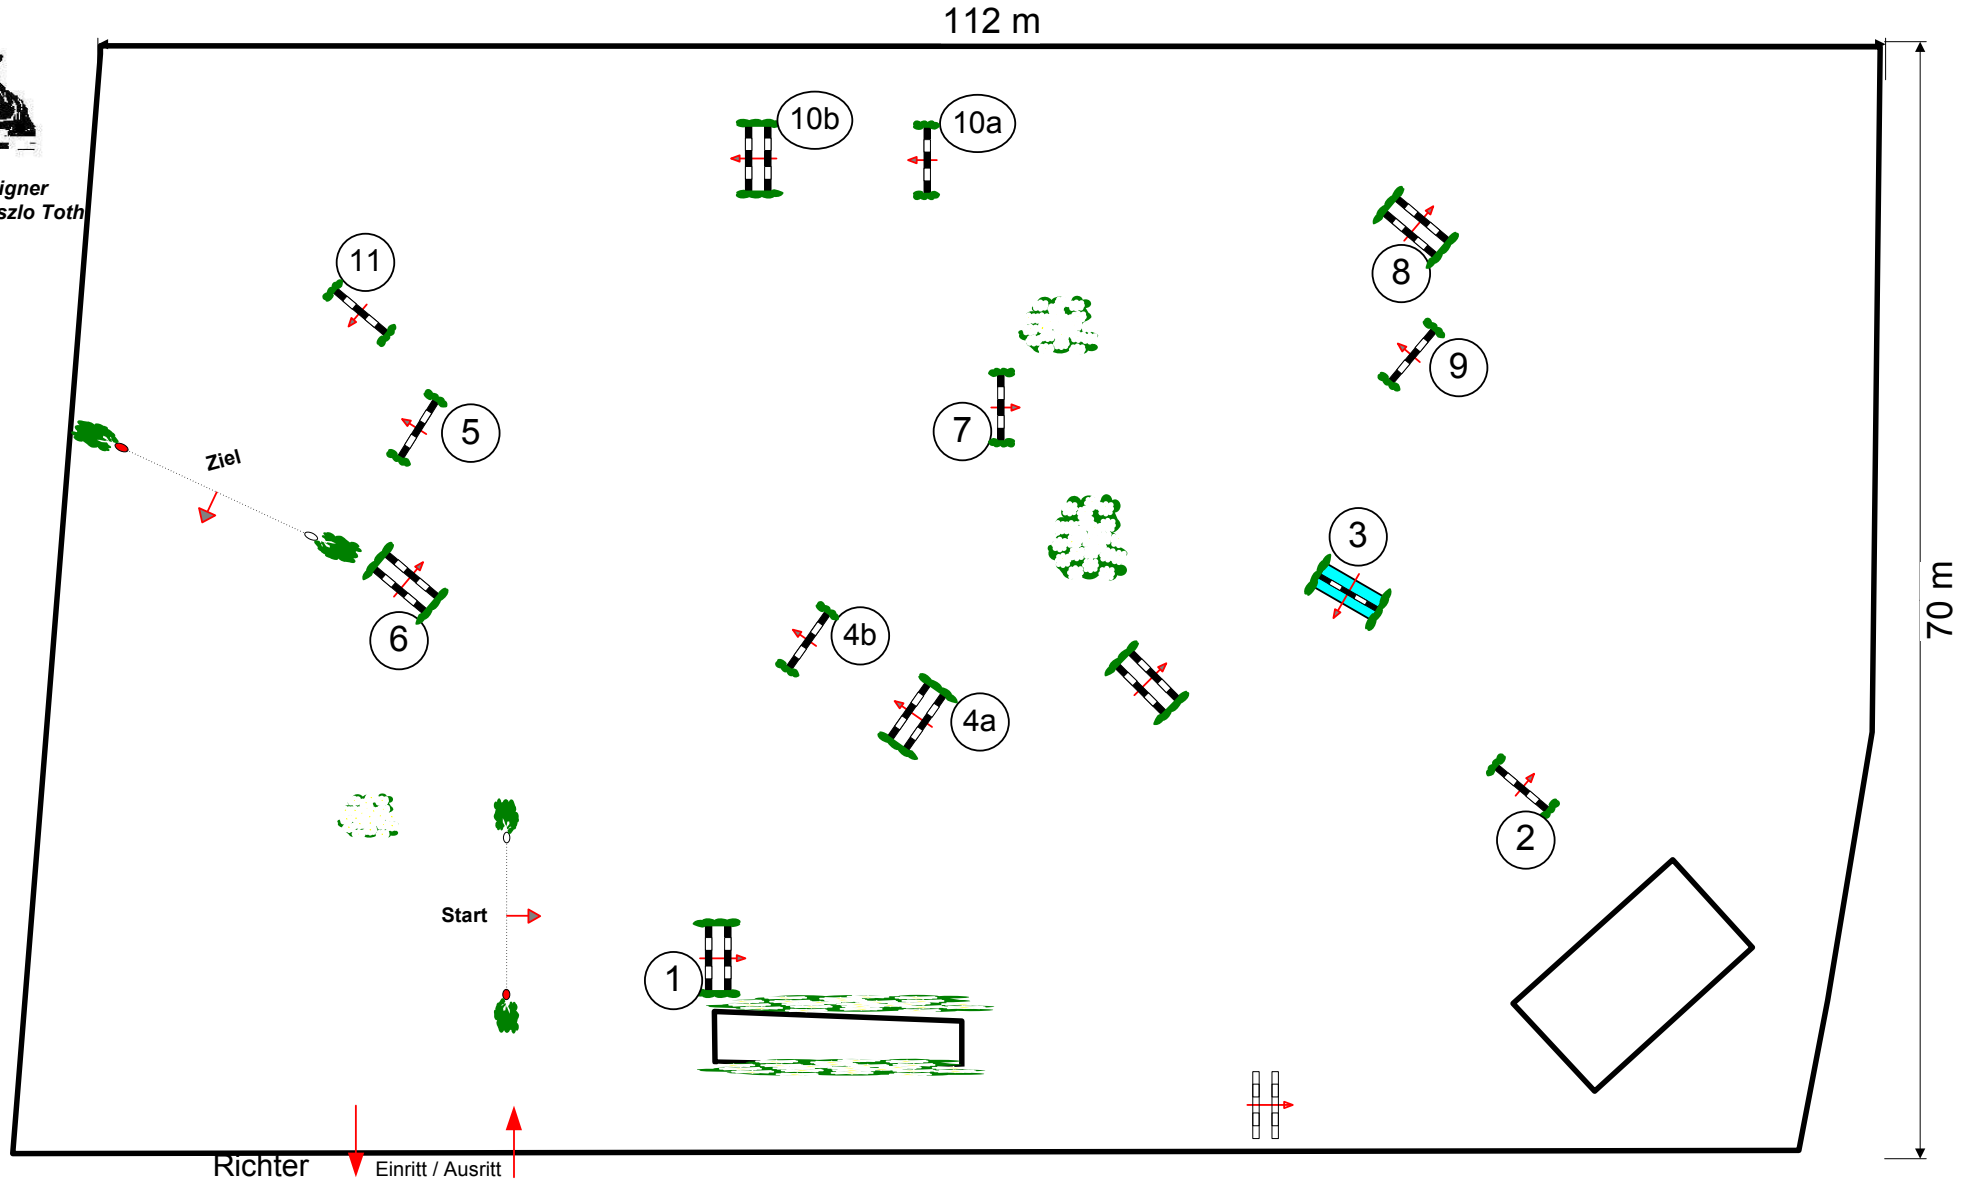 112 m
10b
10a
igner
szlo Toth
11
8
9
5
7
Ziel
3
6
4b
4a
70 m
2
Start
1
Richter
Einritt / Ausritt